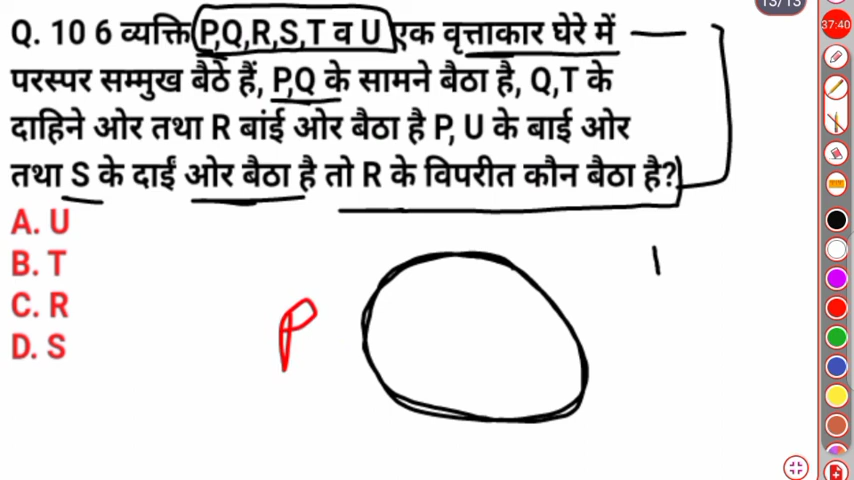 13/13
37:40
Q. 10 6 व्यक्ति P,Q,R,S,T व U एक वृत्ताकार घेरे में
परस्पर सम्मुख बैठे हैं, P,Q के सामने बैठा है, Q,T के
दाहिने ओर तथा R बांई ओर बैठा है P, U के बाई ओर
तथा S के दाईं ओर बैठा है तो R के विपरीत कौन बैठा है?
A. U
B. T
C. R
D. S
P